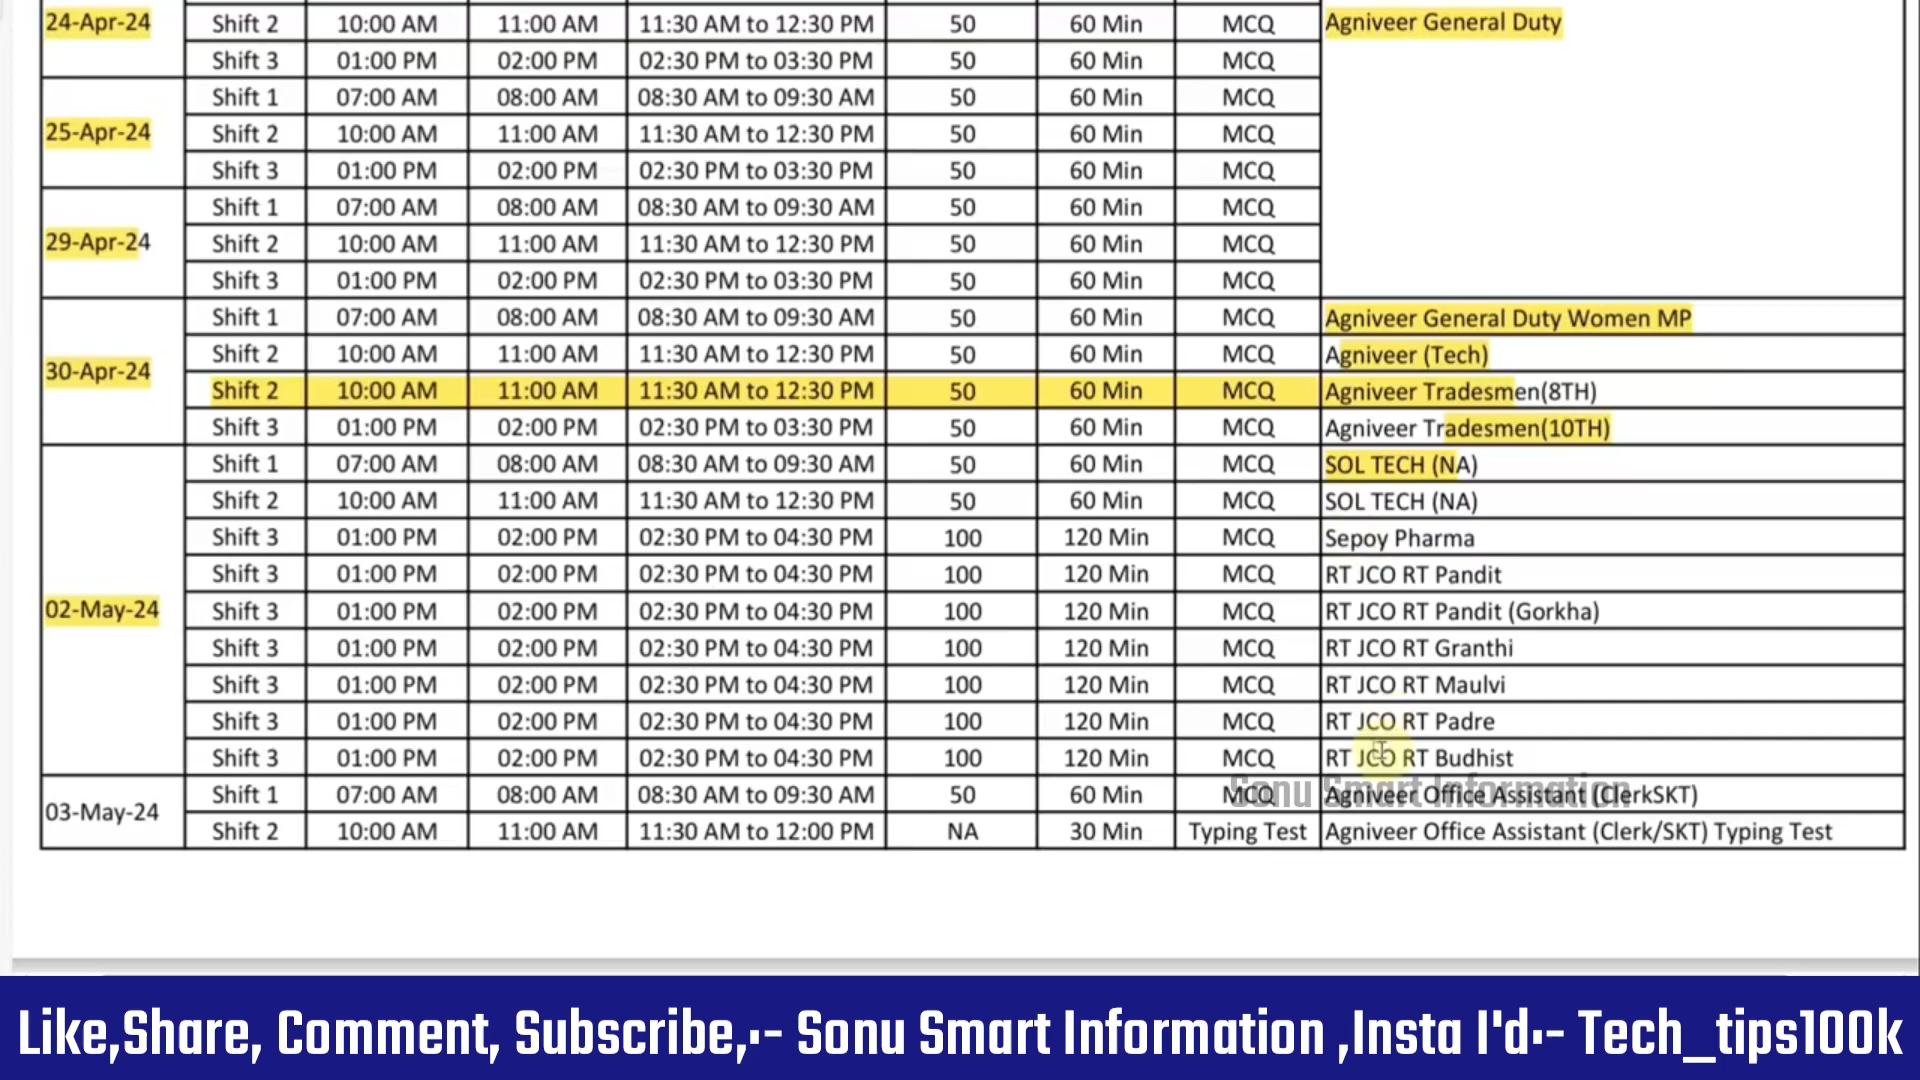 24-Apr-24 Shift 2 10:00 AM 11:00 AM 11:30 AM to 12:30 PM 50 60 Min MCQ Agniveer General Duty
Shift 3 01:00 PM 02:00 PM 02:30 PM to 03:30 PM 50 60 Min MCQ
Shift 1 07:00 AM 08:00 AM 08:30 AM to 09:30 AM 50 60 Min MCQ
25-Apr-24 Shift 2 10:00 AM 11:00 AM 11:30 AM to 12:30 PM 50 60 Min MCQ
Shift 3 01:00 PM 02:00 PM 02:30 PM to 03:30 PM 50 60 Min MCQ
Shift 1 07:00 AM 08:00 AM 08:30 AM to 09:30 AM 50 60 Min MCQ
29-Apr-24 Shift 2 10:00 AM 11:00 AM 11:30 AM to 12:30 PM 50 60 Min MCQ
Shift 3 01:00 PM 02:00 PM 02:30 PM to 03:30 PM 50 60 Min MCQ
Shift 1 07:00 AM 08:00 AM 08:30 AM to 09:30 AM 50 60 Min MCQ Agniveer General Duty Women MP
Shift 2 10:00 AM 11:00 AM 11:30 AM to 12:30 PM 50 60 Min MCQ Agniveer (Tech)
30-Apr-24
Shift 2 10:00 AM 11:00 AM 11:30 AM to 12:30 PM 50 60 Min MCQ Agniveer Tradesmen(8TH)
Shift 3 01:00 PM 02:00 PM 02:30 PM to 03:30 PM 50 60 Min MCQ Agniveer Tradesmen(10TH)
Shift 1 07:00 AM 08:00 AM 08:30 AM to 09:30 AM 50 60 Min MCQ SOL TECH (NA)
Shift 2 10:00 AM 11:00 AM 11:30 AM to 12:30 PM 50 60 Min MCQ SOL TECH (NA)
Shift 3 01:00 PM 02:00 PM 02:30 PM to 04:30 PM 100 120 Min MCQ Sepoy Pharma
Shift 3 01:00 PM 02:00 PM 02:30 PM to 04:30 PM 100 120 Min MCQ RT JCO RT Pandit
02-May-24 Shift 3 01:00 PM 02:00 PM 02:30 PM to 04:30 PM 100 120 Min MCQ RT JCO RT Pandit (Gorkha)
Shift 3 01:00 PM 02:00 PM 02:30 PM to 04:30 PM 100 120 Min MCQ RT JCO RT Granthi
Shift 3 01:00 PM 02:00 PM 02:30 PM to 04:30 PM 100 120 Min MCQ RT JCO RT Maulvi
Shift 3 01:00 PM 02:00 PM 02:30 PM to 04:30 PM 100 120 Min MCQ RT JCO RT Padre
Shift 3 01:00 PM 02:00 PM 02:30 PM to 04:30 PM 100 120 Min MCQ RT JCO RT Budhist
Shift 1 07:00 AM 08:00 AM 08:30 AM to 09:30 AM 50 60 Min MCQ Agniveer Office Assistant (ClerkSKT)
Sonu Smart Information
03-May-24
Shift 2 10:00 AM 11:00 AM 11:30 AM to 12:00 PM NA 30 Min Typing Test Agniveer Office Assistant (Clerk/SKT) Typing Test
Like,Share, Comment, Subscribe,:- Sonu Smart Information ,Insta I'd:- Tech_tips100k